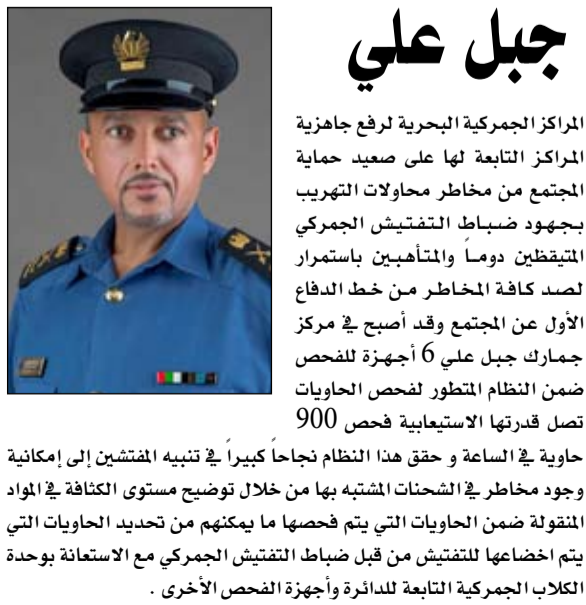 جبل علي
المراكز الجمركية البحرية لرفع جاهزية
المراكز التابعة لها على صعيد حماية
المجتمع من مخاطر محاولات التهريب
بجهود ضباط التفتيش الجمركي
المتيقظين دوماً والمتأهبين باستمرار
لصد كافة المخاطر من خط الدفاع
الأول عن المجتمع وقد أصبح في مركز
جمارك جبل علي 6 أجهزة للفحص
ضمن النظام المتطور لفحص الحاويات
تصل قدرتها الاستيعابية فحص 900
حاوية في الساعة و حقق هذا النظام نجاحاً كبيراً في تنبيه المفتشين إلى إمكانية
وجود مخاطر في الشحنات المشتبه بها من خلال توضيح مستوى الكثافة في المواد
المنقولة ضمن الحاويات التي يتم فحصها ما يمكنهم من تحديد الحاويات التي
يتم اخضاعها للتفتيش من قبل ضباط التفتيش الجمركي مع الاستعانة بوحدة
الكلاب الجمركية التابعة للدائرة وأجهزة الفحص الأخرى .